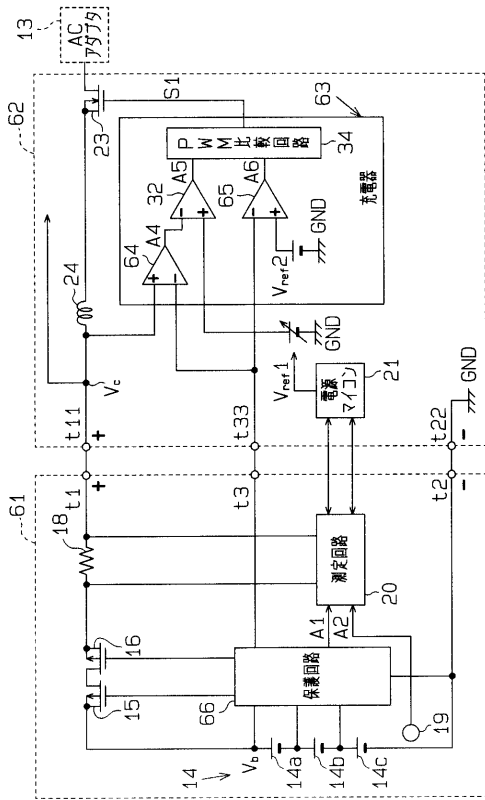 13
AC
アダプタ
62
23
S1
63
24
PWM比較回路
34
A5
A6
32
65
64
A4
充電器
Vref2
GND
Vc
GND
Vref1
電源
マイコン
21
t11
t33
t22
GND
+
-
61
t1
t3
t2
+
-
18
16
15
測定回路
20
A1
A2
保護回路
66
19
14
Vb
14a
14b
14c
+
-
-
+
-
+